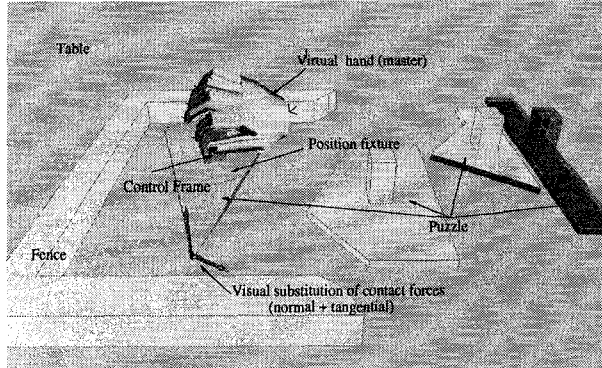 Table
Virtual hand (master)
Position fixture
Control Frame
Puzzle
Fence
Visual substitution of contact forces
(normal + tangential)